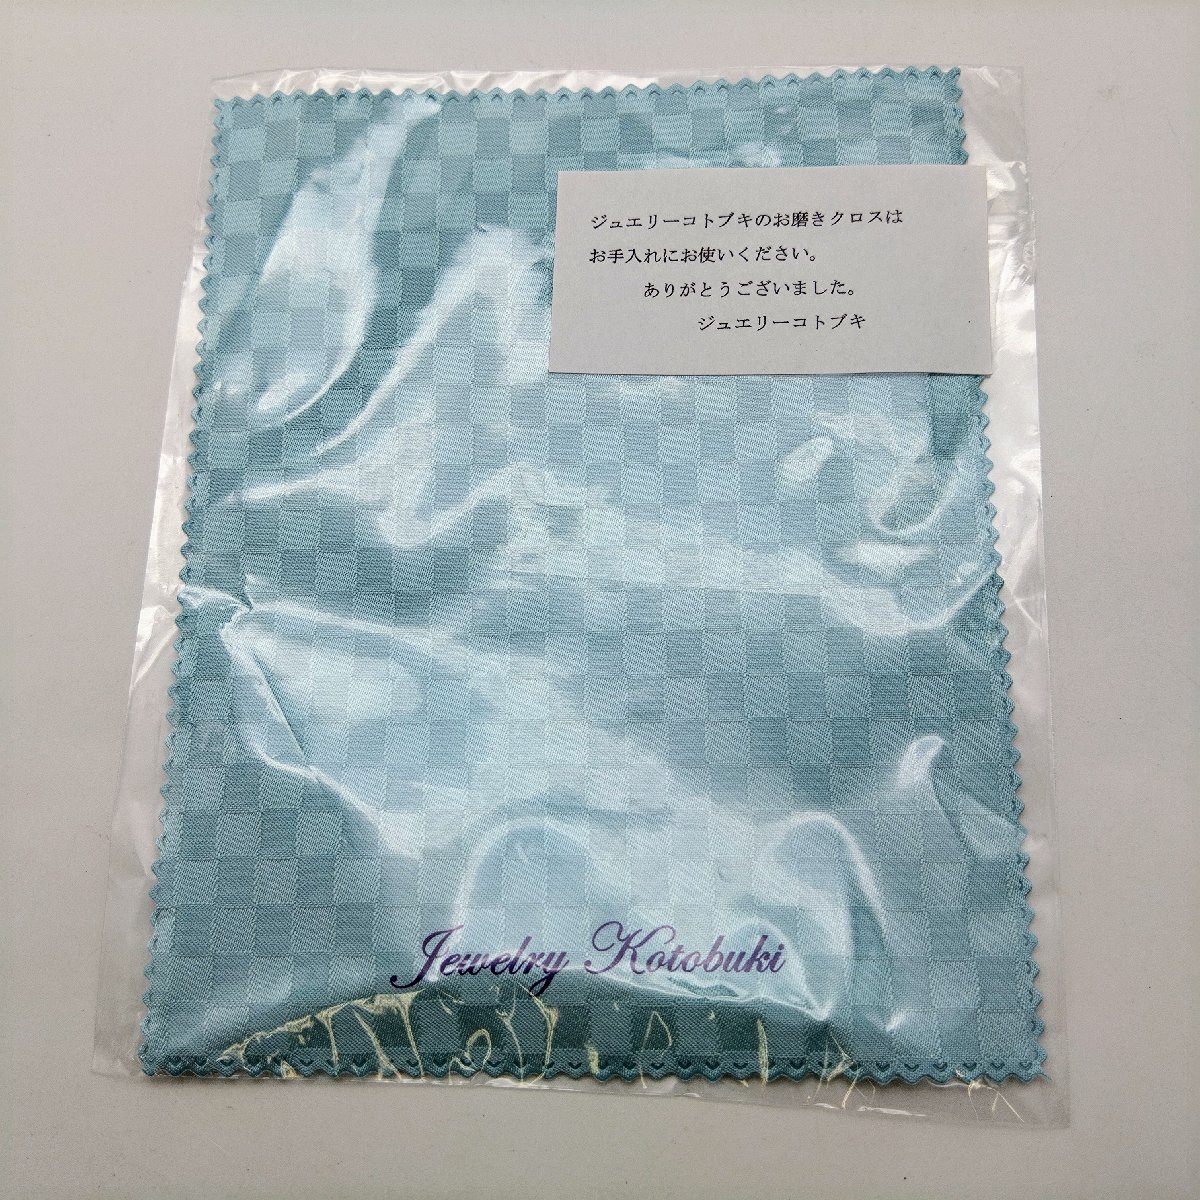 ジュエリーコトブキのお磨きクロスは
お手入れにお使いください。
ありがとうございました。
ジュエリーコトブキ
Jewelry Kotobuki